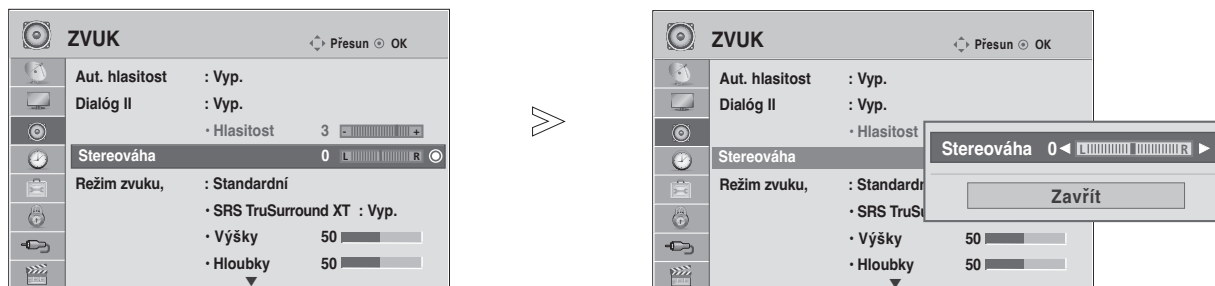 ZVUK
Přesun OK
Aut. hlasitost : Vyp.
Dialóg II : Vyp.
• Hlasitost 3 - +
Stereováha 0 L R
Režim zvuku, : Standardní
• SRS TruSurround XT : Vyp.
• Výšky 50
• Hloubky 50
ZVUK
Přesun OK
Aut. hlasitost : Vyp.
Dialóg II : Vyp.
• Hlasitost
Stereováha
Režim zvuku, : Standard
• SRS TruS
• Výšky 50
• Hloubky 50
Stereováha 0 L R
Zavřít